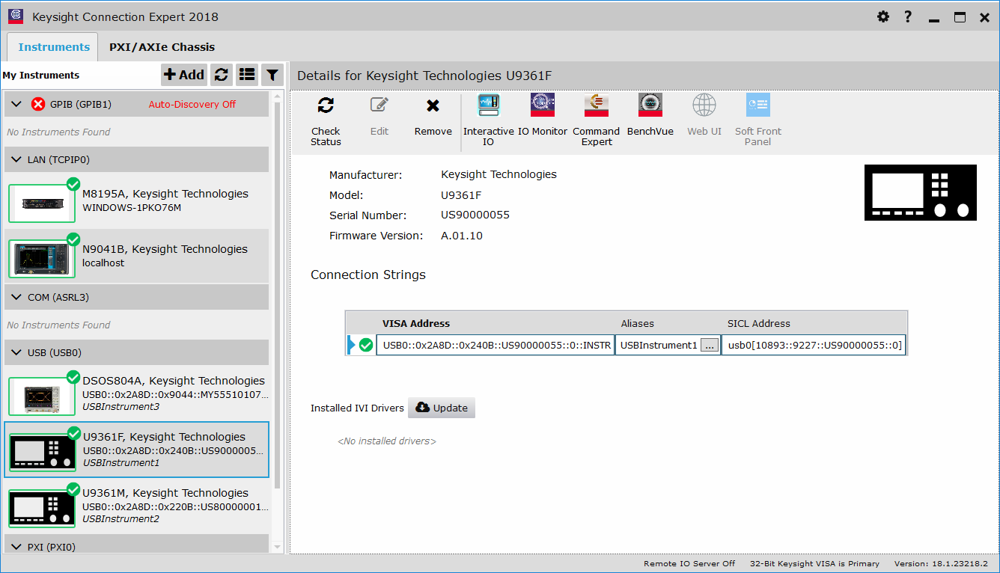 Keysight Connection Expert 2018
?
Instruments
PXI/AXIe Chassis
My Instruments
Add
GPIB (GPIB1)
Auto-Discovery Off
No Instruments Found
LAN (TCPIP0)
M8195A, Keysight Technologies
WINDOWS-1PKO76M
N9041B, Keysight Technologies
localhost
COM (ASRL3)
No Instruments Found
USB (USB0)
DSOS804A, Keysight Technologies
USB0::0x2A8D::0x9044::MY55510107...
USBInstrument3
U9361F, Keysight Technologies
USB0::0x2A8D::0x240B::US9000005...
USBInstrument1
U9361M, Keysight Technologies
USB0::0x2A8D::0x220B::US80000001...
USBInstrument2
PXI (PXI0)
Details for Keysight Technologies U9361F
Check Status
Edit
Remove
Interactive IO
IO Monitor
Command Expert
BenchVue
Web UI
Soft Front Panel
Manufacturer: Keysight Technologies
Model: U9361F
Serial Number: US90000055
Firmware Version: A.01.10
Connection Strings
VISA Address Aliases SICL Address
USB0::0x2A8D::0x240B::US90000055::0::INSTR USBInstrument1 ... usb0[10893::9227::US90000055::0]
Installed IVI Drivers Update
<No installed drivers>
Remote IO Server Off 32-Bit Keysight VISA is Primary Version: 18.1.23218.2